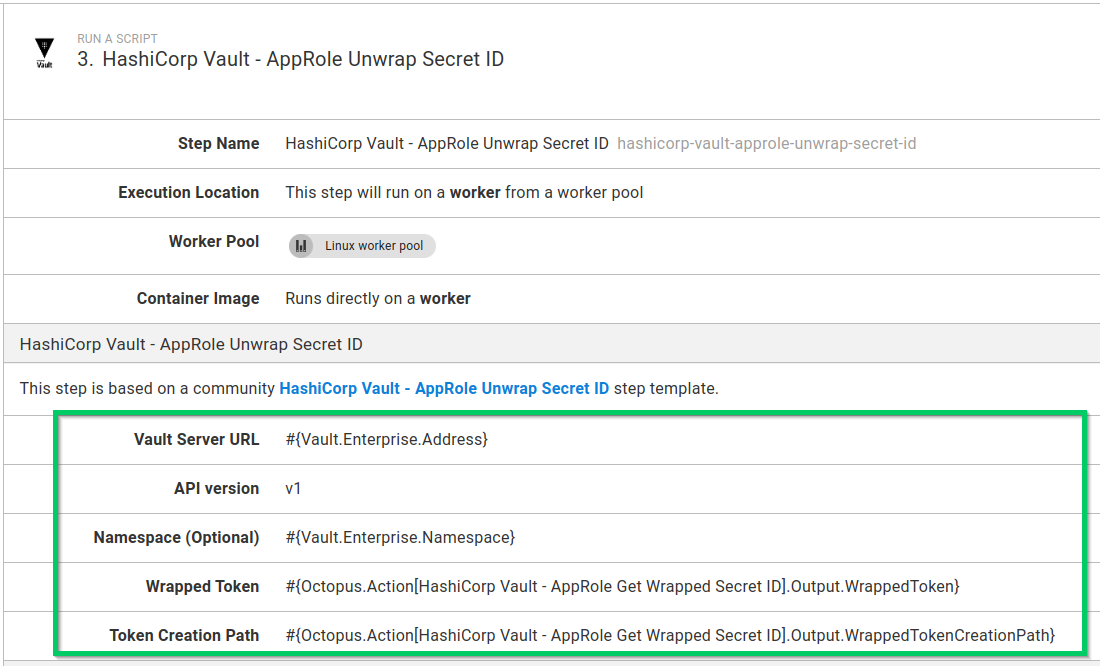 RUN A SCRIPT
Vault
3. HashiCorp Vault - AppRole Unwrap Secret ID
Step Name HashiCorp Vault - AppRole Unwrap Secret ID hashicorp-vault-approle-unwrap-secret-id
Execution Location This step will run on a worker from a worker pool
Worker Pool Linux worker pool
Container Image Runs directly on a worker
HashiCorp Vault - AppRole Unwrap Secret ID
This step is based on a community HashiCorp Vault - AppRole Unwrap Secret ID step template.
Vault Server URL #{Vault.Enterprise.Address}
API version v1
Namespace (Optional) #{Vault.Enterprise.Namespace}
Wrapped Token #{Octopus.Action[HashiCorp Vault - AppRole Get Wrapped Secret ID].Output.WrappedToken}
Token Creation Path #{Octopus.Action[HashiCorp Vault - AppRole Get Wrapped Secret ID].Output.WrappedTokenCreationPath}